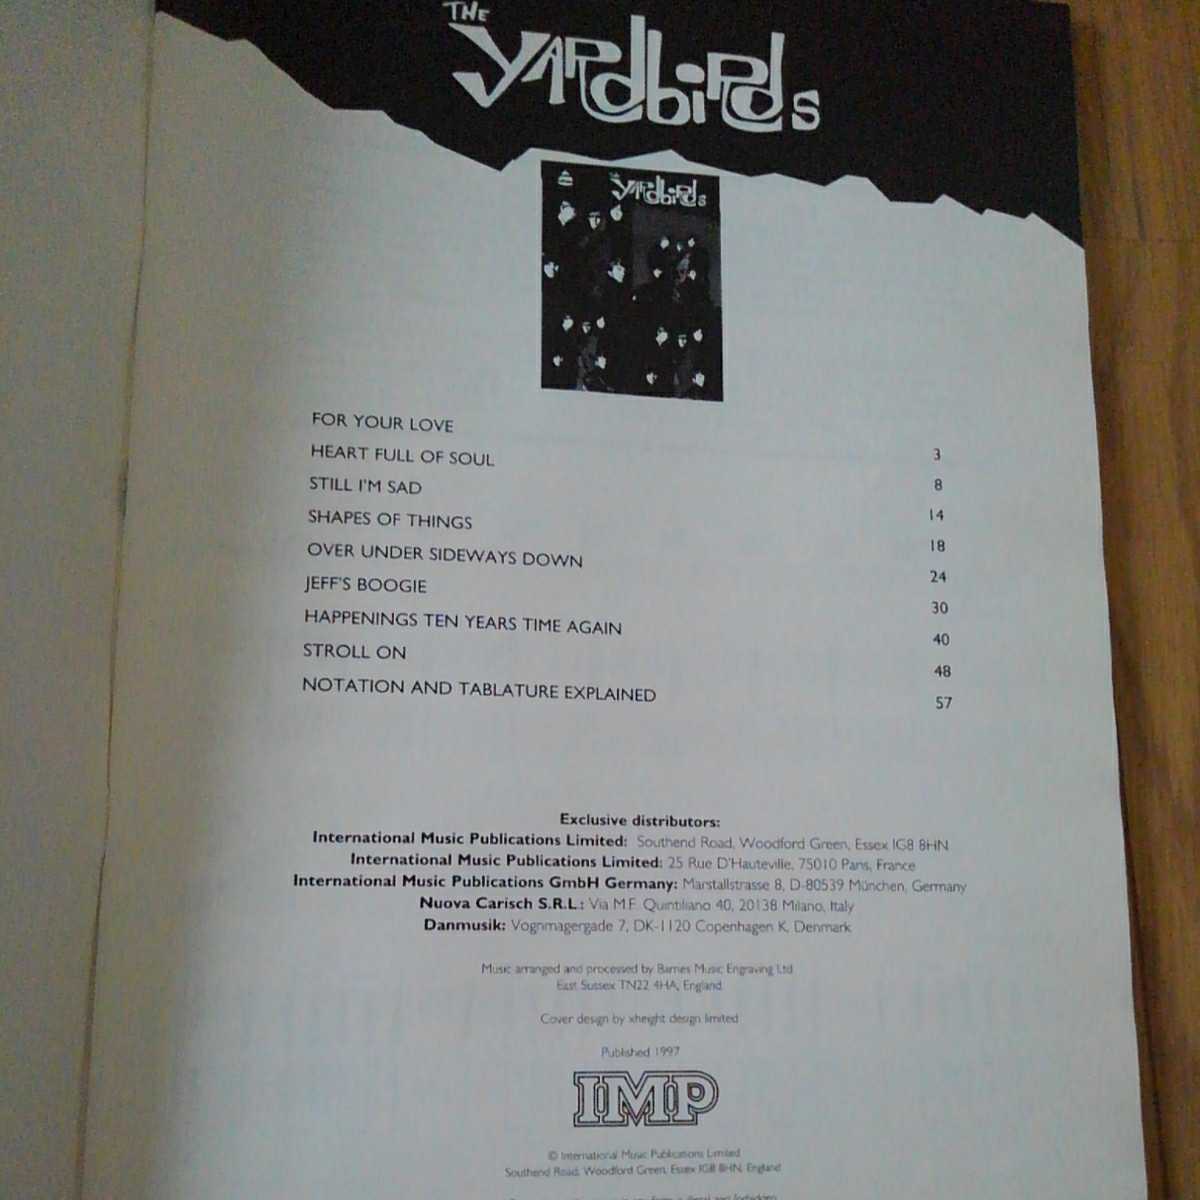 THE
YARDBIRDS
THE
YARDBIRDS
FOR YOUR LOVE 3
HEART FULL OF SOUL 8
STILL I'M SAD 14
SHAPES OF THINGS 18
OVER UNDER SIDEWAYS DOWN 24
JEFF'S BOOGIE 30
HAPPENINGS TEN YEARS TIME AGAIN 40
STROLL ON 48
NOTATION AND TABLATURE EXPLAINED 57
Exclusive distributors:
International Music Publications Limited: Southend Road, Woodford Green, Essex IG8 8HN
International Music Publications Limited: 25 Rue D'Hauteville, 75010 Paris, France
International Music Publications GmbH Germany: Marstallstrasse 8, D-80539 München, Germany
Nuova Carisch S.R.L.: Via M.F. Quintiliano 40, 20138 Milano, Italy
Danmusik: Vognmagergade 7, DK-1120 Copenhagen K, Denmark
Music arranged and processed by Barnes Music Engraving Ltd
East Sussex TN22 4HA, England
Cover design by xheight design limited
Published 1997
IMP
© International Music Publications Limited
Southend Road, Woodford Green, Essex IG8 8HN, England